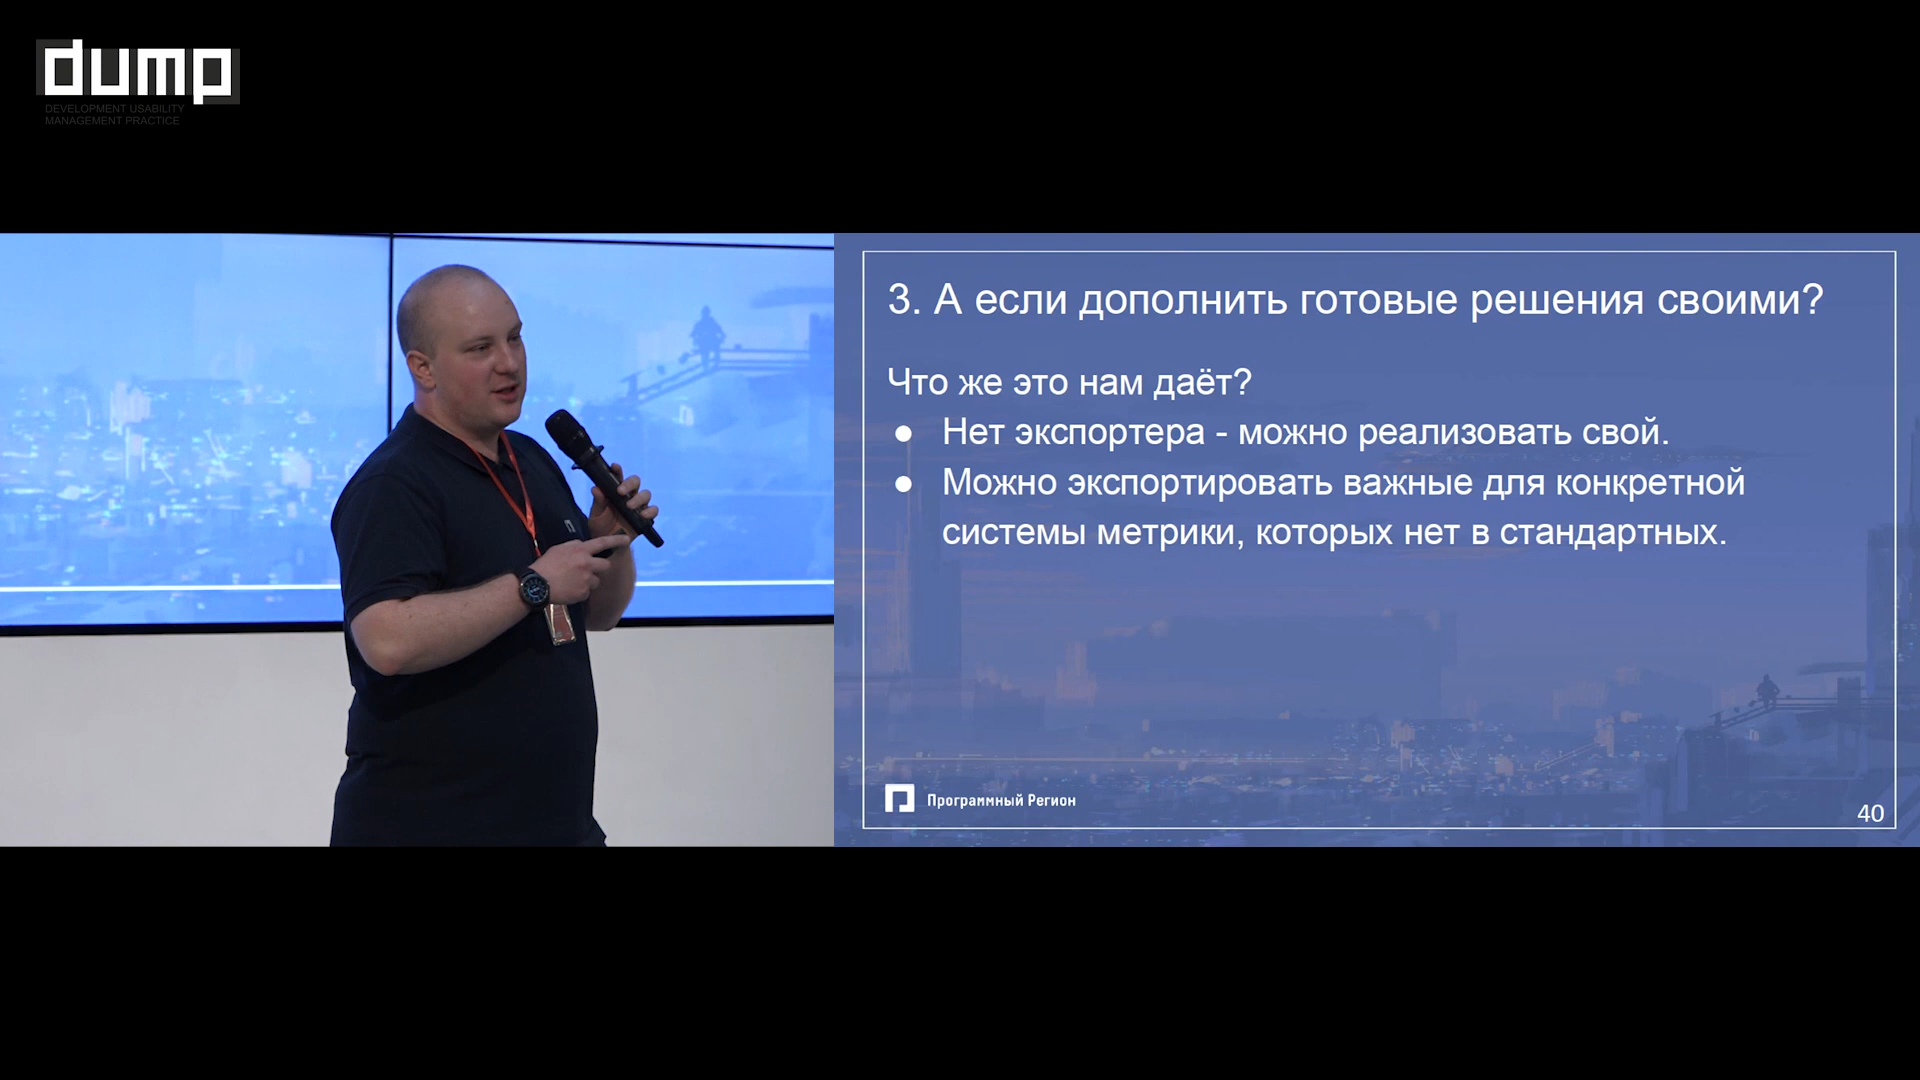 dump
DEVELOPMENT USABILITY
MANAGEMENT PRACTICE
3. А если дополнить готовые решения своими?
Что же это нам даёт?
● Нет экспортера - можно реализовать свой.
● Можно экспортировать важные для конкретной
системы метрики, которых нет в стандартных.
Программный Регион
40